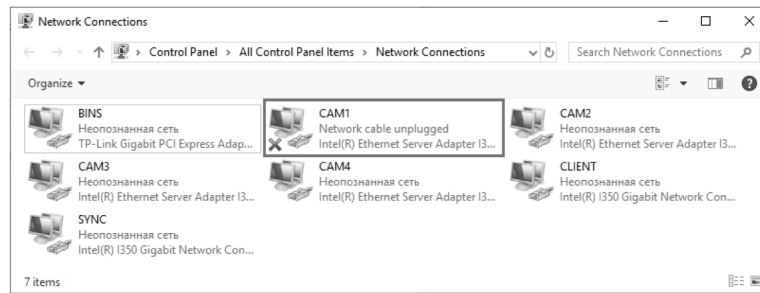 Network Connections
Control Panel > All Control Panel Items > Network Connections
Search Network Connections
Organize
BINS
Неопознанная сеть
TP-Link Gigabit PCI Express Adap...
CAM1
Network cable unplugged
Intel(R) Ethernet Server Adapter I3...
CAM2
Неопознанная сеть
Intel(R) Ethernet Server Adapter I3...
CAM3
Неопознанная сеть
Intel(R) Ethernet Server Adapter I3...
CAM4
Неопознанная сеть
Intel(R) Ethernet Server Adapter I3...
CLIENT
Неопознанная сеть
Intel(R) I350 Gigabit Network Con...
SYNC
Неопознанная сеть
Intel(R) I350 Gigabit Network Con...
7 items